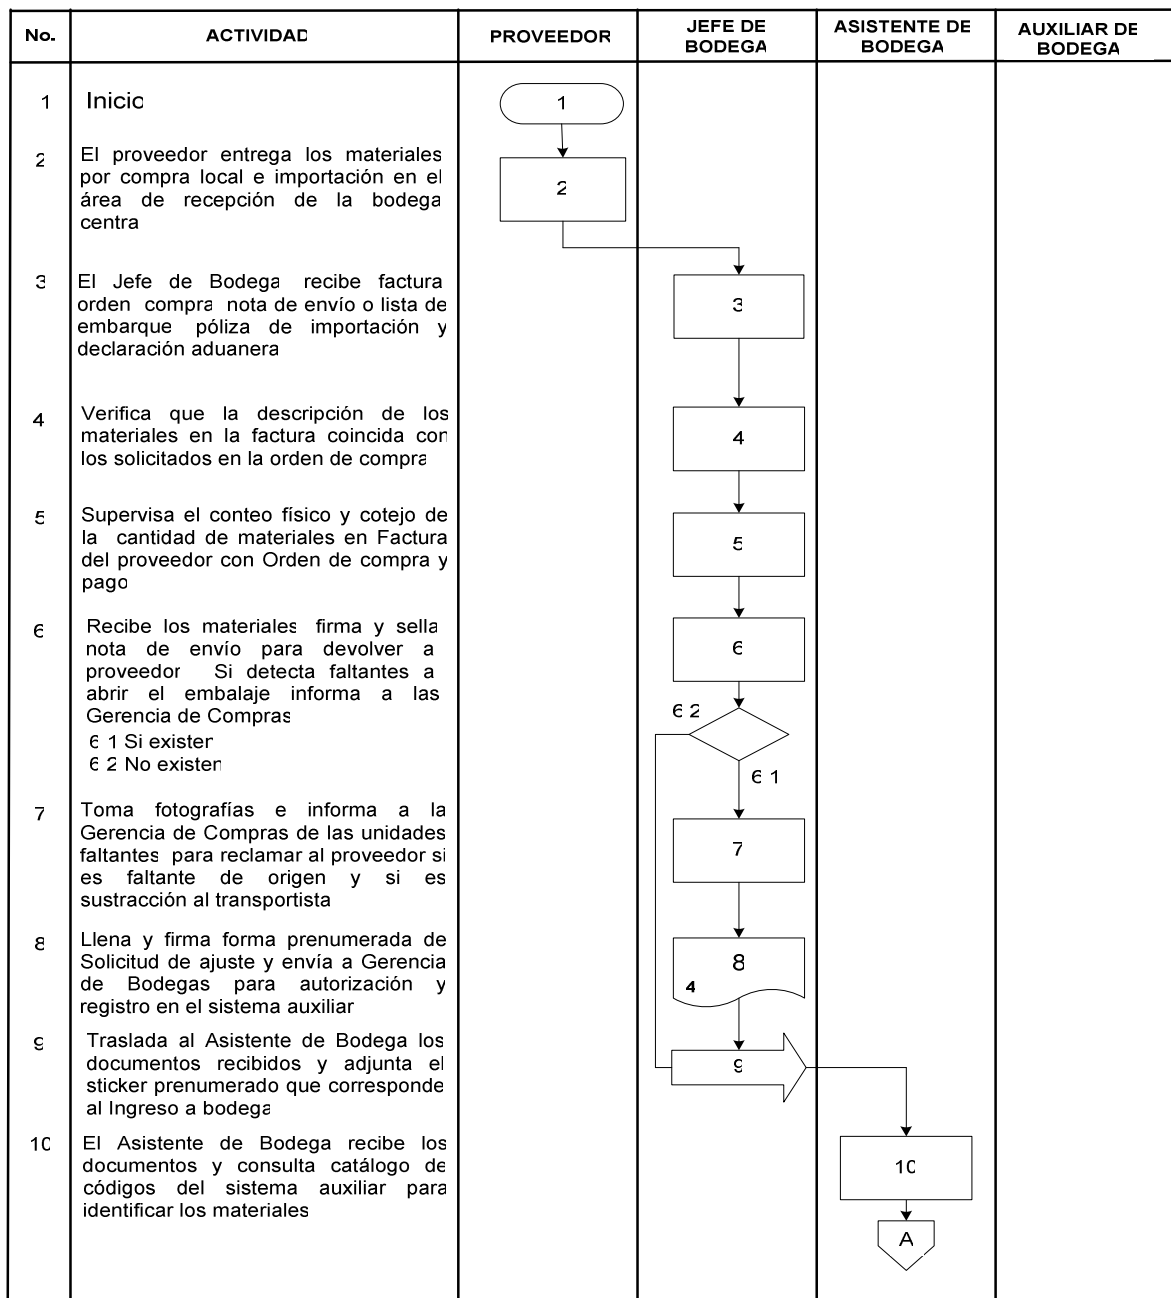 No. ACTIVIDAD PROVEEDOR JEFE DE BODEGA ASISTENTE DE BODEGA AUXILIAR DE BODEGA
1 Inicio 1
2 El proveedor entrega los materiales
por compra local e importación en el
área de recepción de la bodega
centra
2
3 El Jefe de Bodega recibe factura
orden compra nota de envío o lista de
embarque póliza de importación y
declaración aduanera
3
4 Verifica que la descripción de los
materiales en la factura coincida con
los solicitados en la orden de compra
4
5 Supervisa el conteo físico y cotejo de
la cantidad de materiales en Factura
del proveedor con Orden de compra y
pago
5
6 Recibe los materiales firma y sella
nota de envío para devolver a
proveedor Si detecta faltantes a
abrir el embalaje informa a las
Gerencia de Compras
6 1 Si existen
6 2 No existen
6
6 2
6 1
7 Toma fotografías e informa a la
Gerencia de Compras de las unidades
faltantes para reclamar al proveedor si
es faltante de origen y si es
sustracción al transportista
7
8 Llena y firma forma prenumerada de
Solicitud de ajuste y envía a Gerencia
de Bodegas para autorización y
registro en el sistema auxiliar
8
4
9 Traslada al Asistente de Bodega los
documentos recibidos y adjunta el
sticker prenumerado que corresponde
al Ingreso a bodega
9
10 El Asistente de Bodega recibe los
documentos y consulta catálogo de
códigos del sistema auxiliar para
identificar los materiales
10
A